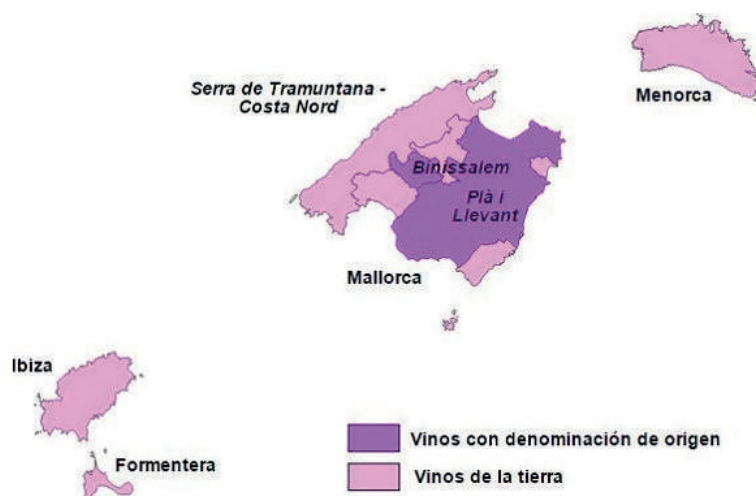 Serra de Tramuntana -
Costa Nord
Menorca
Binissalem
Plà i
Llevant
Mallorca
Ibiza
Formentera
Vinos con denominación de origen
Vinos de la tierra